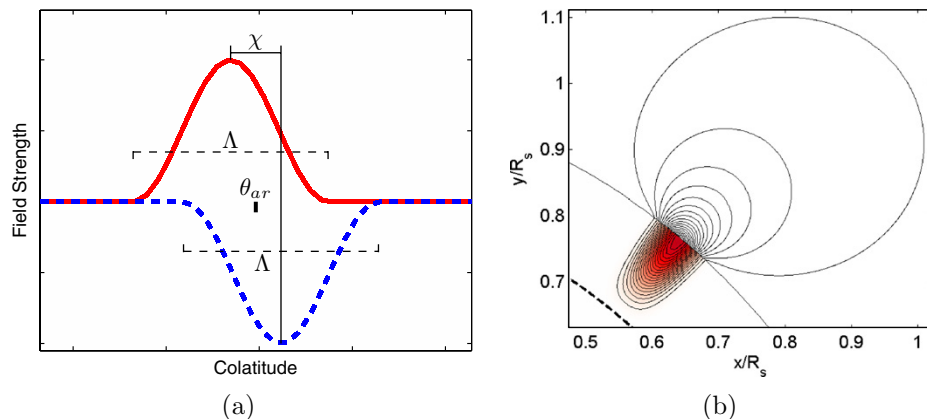 Field Strength
χ
Λ
θ_ar
Λ
Colatitude
(a)
y/R_s
1.1
1
0.9
0.8
0.7
0.5
0.6
0.7
0.8
0.9
1
x/R_s
(b)